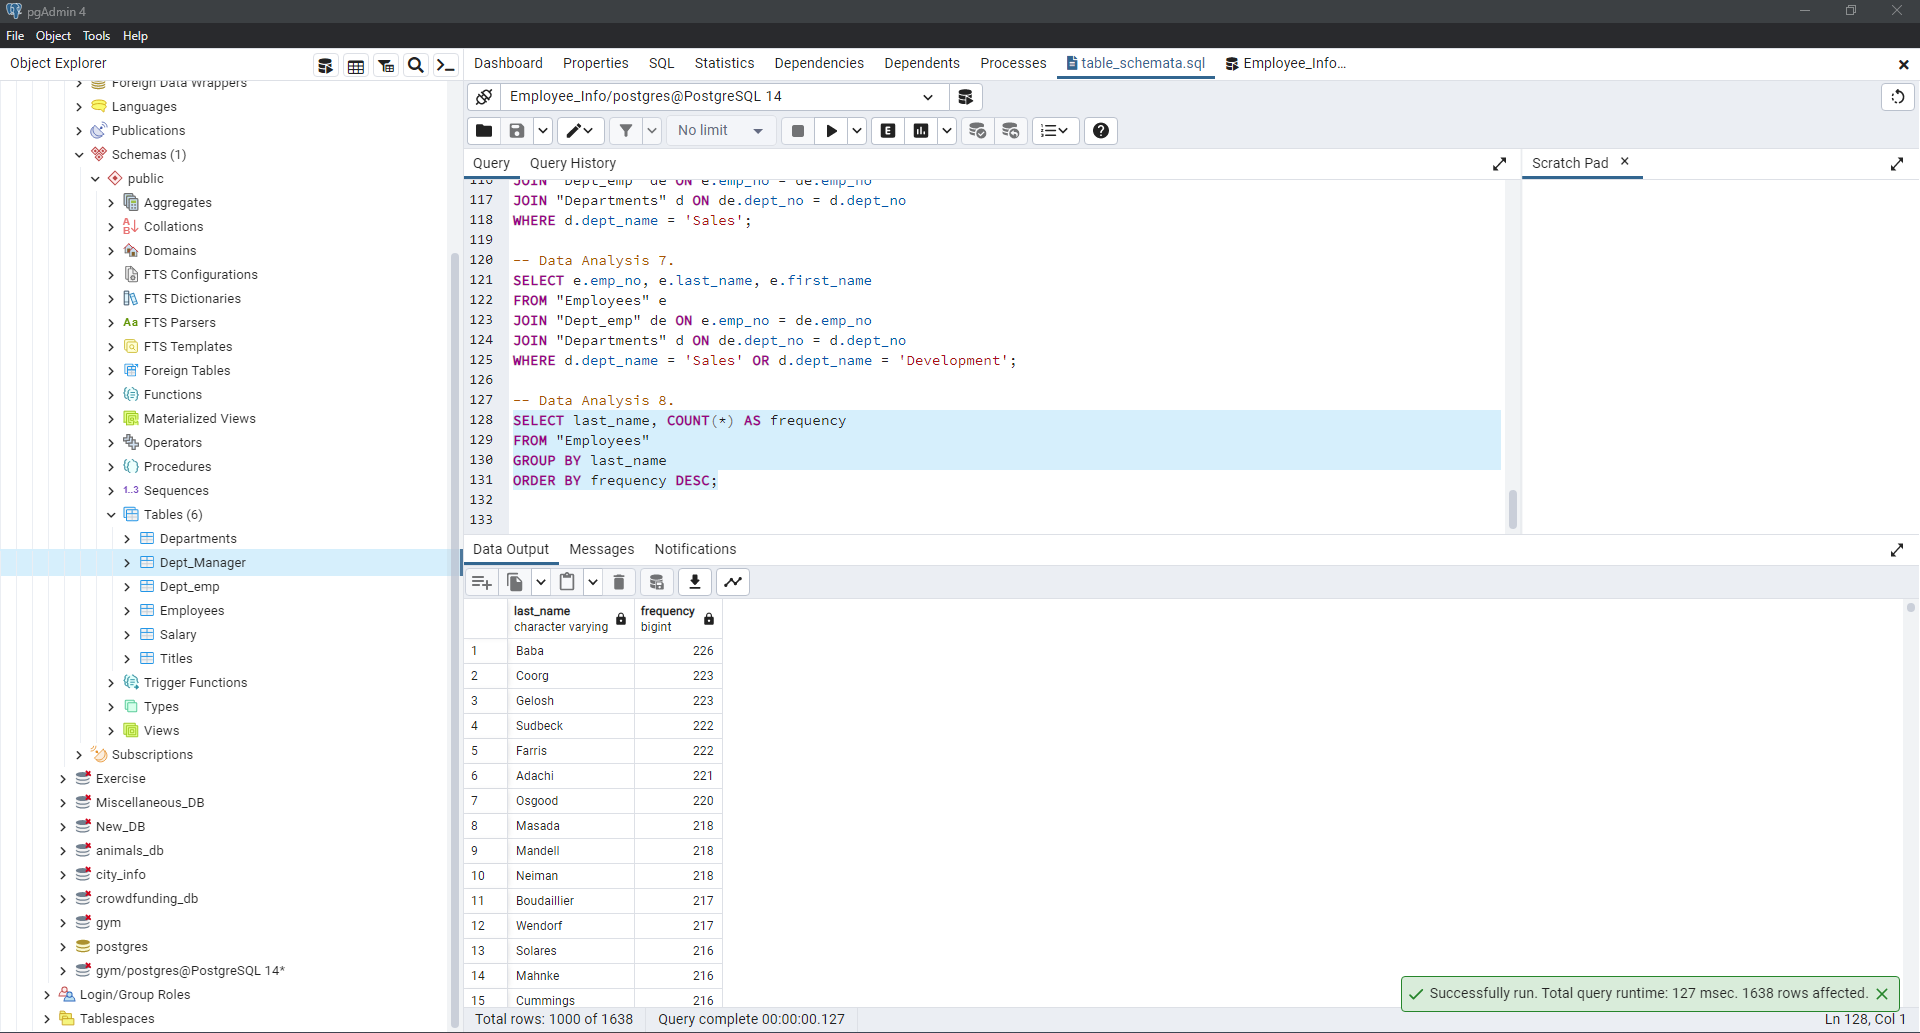 pgAdmin 4
File Object Tools Help
Object Explorer
Dashboard Properties SQL Statistics Dependencies Dependents Processes table_schemata.sql Employee_Info...
Foreign Data Wrappers
Languages
Publications
Schemas (1)
public
Aggregates
Collations
Domains
FTS Configurations
FTS Dictionaries
Aa FTS Parsers
FTS Templates
Foreign Tables
Functions
Materialized Views
Operators
Procedures
1..3 Sequences
Tables (6)
Departments
Dept_Manager
Dept_emp
Employees
Salary
Titles
Trigger Functions
Types
Views
Subscriptions
Exercise
Miscellaneous_DB
New_DB
animals_db
city_info
crowdfunding_db
gym
postgres
gym/postgres@PostgreSQL 14*
Login/Group Roles
Tablespaces
Employee_Info/postgres@PostgreSQL 14
No limit
E
Query Query History
Scratch Pad
116 JOIN "Dept_emp" de ON e.emp_no = de.emp_no
117 JOIN "Departments" d ON de.dept_no = d.dept_no
118 WHERE d.dept_name = 'Sales';
119
120 -- Data Analysis 7.
121 SELECT e.emp_no, e.last_name, e.first_name
122 FROM "Employees" e
123 JOIN "Dept_emp" de ON e.emp_no = de.emp_no
124 JOIN "Departments" d ON de.dept_no = d.dept_no
125 WHERE d.dept_name = 'Sales' OR d.dept_name = 'Development';
126
127 -- Data Analysis 8.
128 SELECT last_name, COUNT(*) AS frequency
129 FROM "Employees"
130 GROUP BY last_name
131 ORDER BY frequency DESC;
132
133
Data Output Messages Notifications
last_name frequency
character varying bigint
1 Baba 226
2 Coorg 223
3 Gelosh 223
4 Sudbeck 222
5 Farris 222
6 Adachi 221
7 Osgood 220
8 Masada 218
9 Mandell 218
10 Neiman 218
11 Boudaillier 217
12 Wendorf 217
13 Solares 216
14 Mahnke 216
15 Cummings 216
Successfully run. Total query runtime: 127 msec. 1638 rows affected.
Total rows: 1000 of 1638 Query complete 00:00:00.127 Ln 128, Col 1